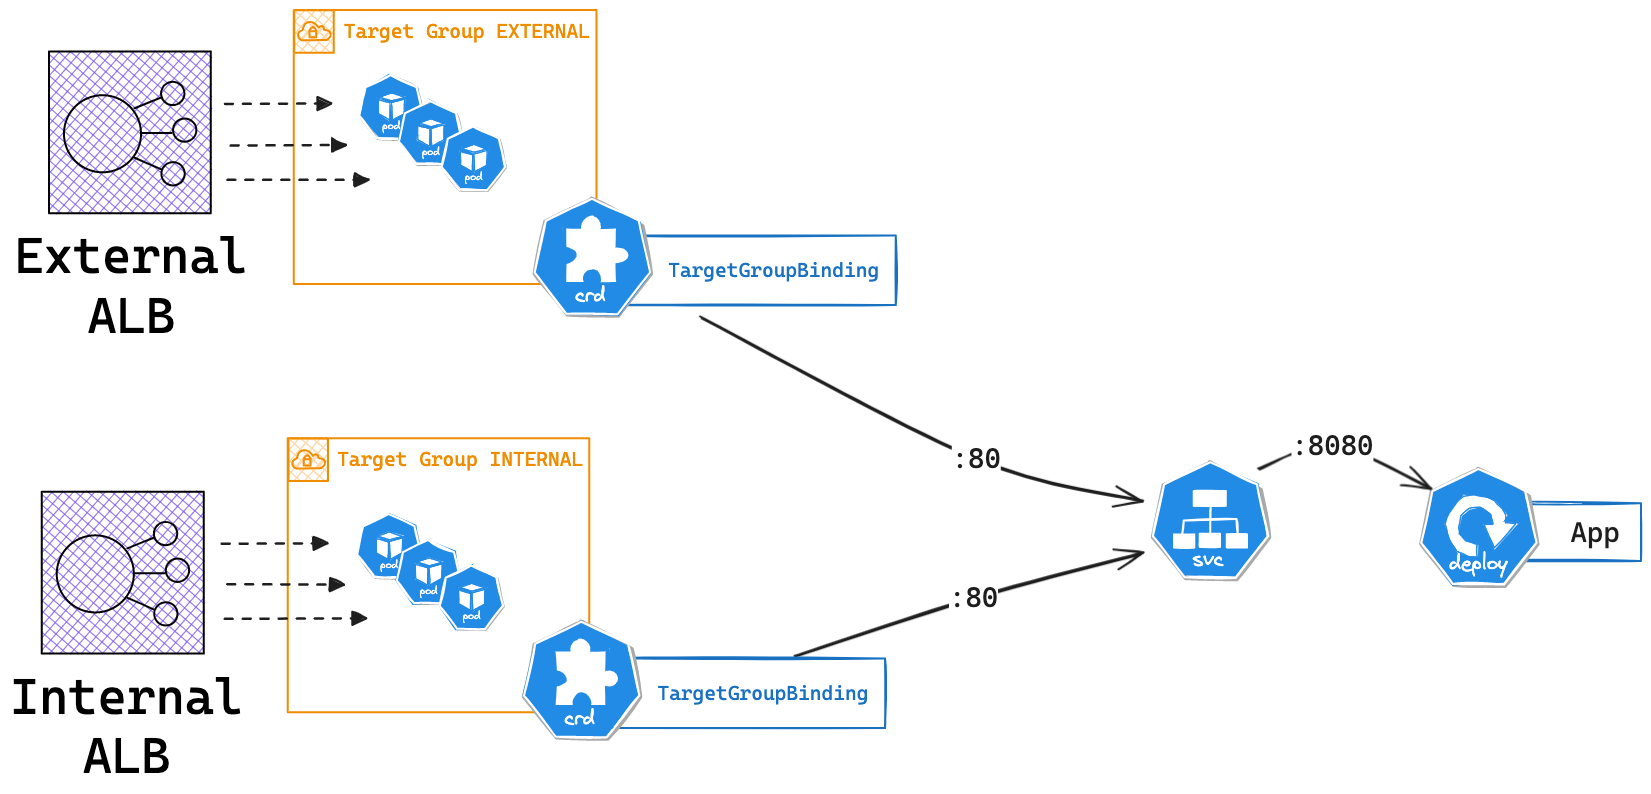 Target Group EXTERNAL
pod
pod
pod
External
ALB
crd
TargetGroupBinding
:80
:8080
Target Group INTERNAL
pod
pod
pod
svc
deploy
App
:80
Internal
ALB
crd
TargetGroupBinding